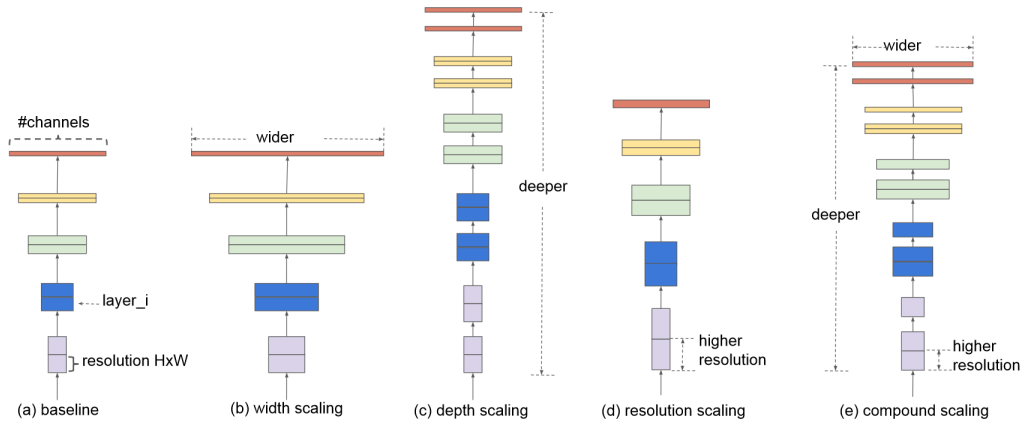 #channels
layer_i
resolution HxW
(a) baseline
wider
(b) width scaling
deeper
(c) depth scaling
higher
resolution
(d) resolution scaling
wider
deeper
higher
resolution
(e) compound scaling